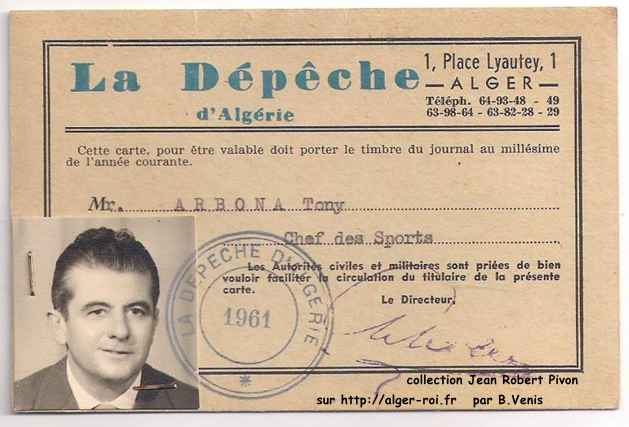 La Dépêche
d'Algérie
1, Place Lyautey, 1
— ALGER —
Téléph. 64-93-48 - 49
63-98-64 - 63-82-28 - 29
Cette carte, pour être valable doit porter le timbre du journal au millésime
de l'année courante.
Mr. ARBONA Tony
Chef des Sports
Les Autorités civiles et militaires sont priées de bien
vouloir faciliter la circulation du titulaire de la présente
carte.
Le Directeur,
LA DEPECHE D'ALGERIE
1961
collection Jean Robert Pivon
sur http://alger-roi.fr par B.Venis